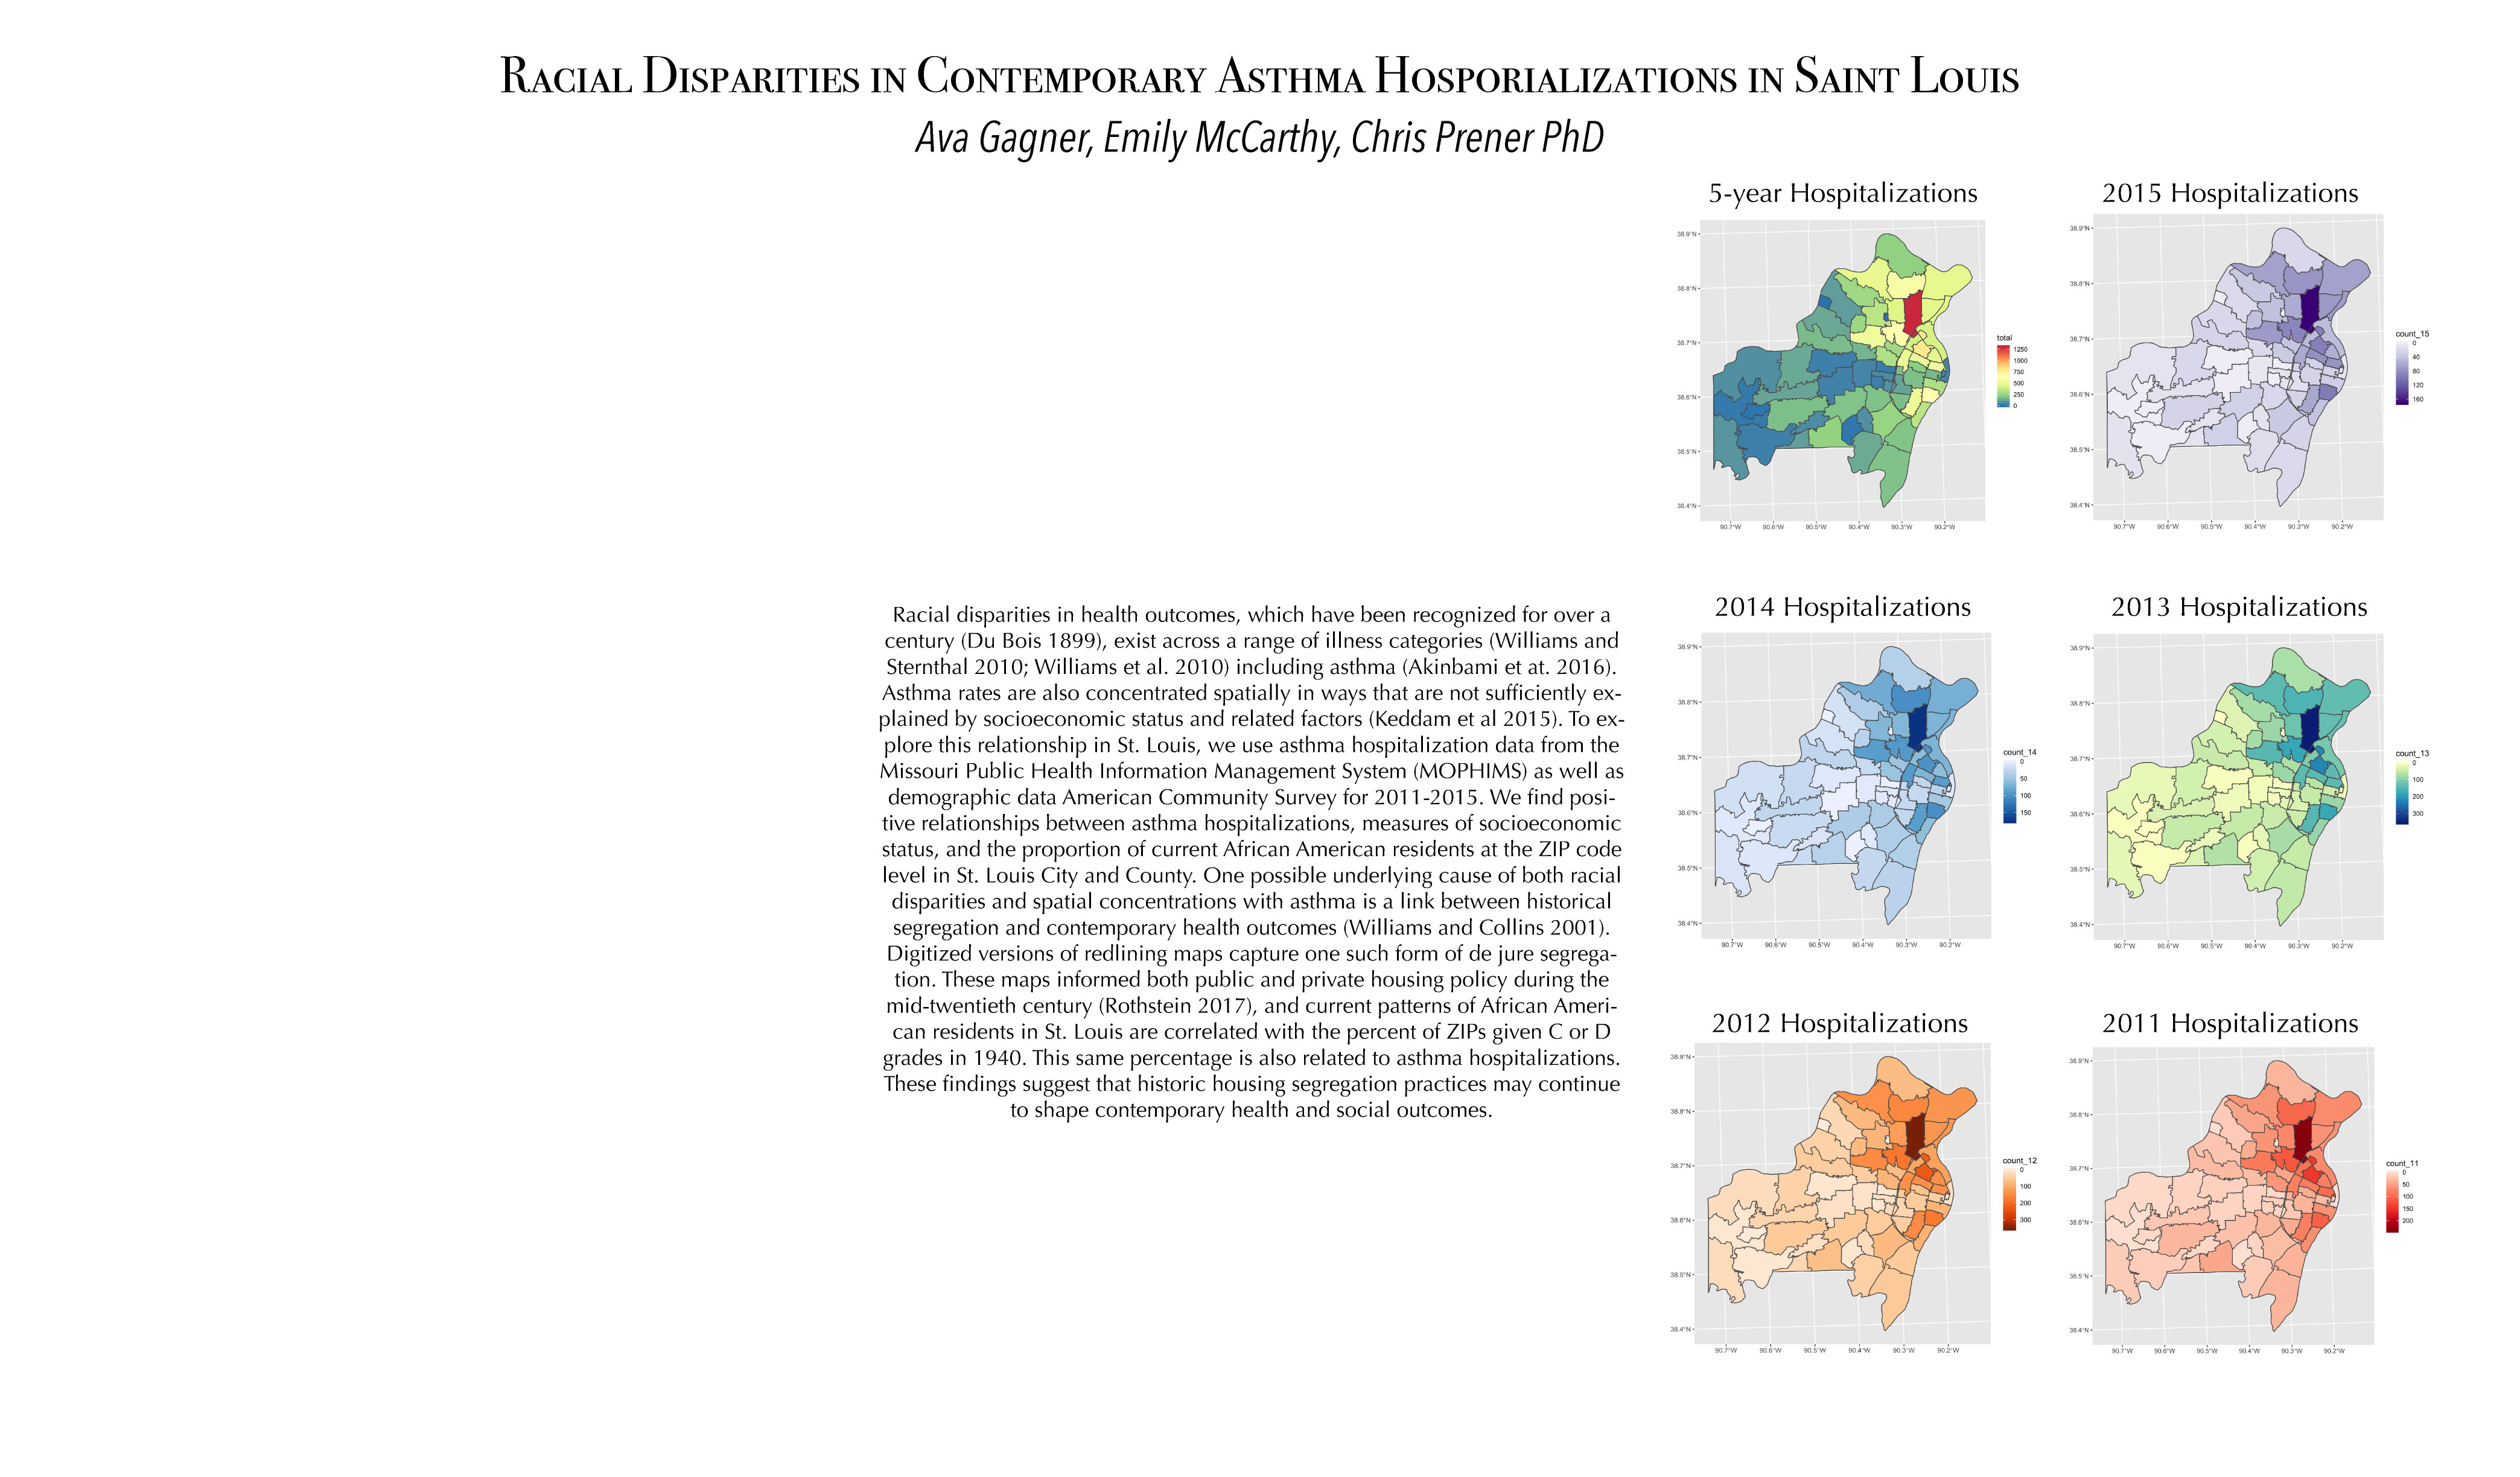 Racial Disparities in Contemporary Asthma Hosporializations in Saint Louis
Ava Gagner, Emily McCarthy, Chris Prener PhD
Racial disparities in health outcomes, which have been recognized for over a
century (Du Bois 1899), exist across a range of illness categories (Williams and
Sternthal 2010; Williams et al. 2010) including asthma (Akinbami et at. 2016).
Asthma rates are also concentrated spatially in ways that are not sufficiently ex-
plained by socioeconomic status and related factors (Keddam et al 2015). To ex-
plore this relationship in St. Louis, we use asthma hospitalization data from the
Missouri Public Health Information Management System (MOPHIMS) as well as
demographic data American Community Survey for 2011-2015. We find posi-
tive relationships between asthma hospitalizations, measures of socioeconomic
status, and the proportion of current African American residents at the ZIP code
level in St. Louis City and County. One possible underlying cause of both racial
disparities and spatial concentrations with asthma is a link between historical
segregation and contemporary health outcomes (Williams and Collins 2001).
Digitized versions of redlining maps capture one such form of de jure segrega-
tion. These maps informed both public and private housing policy during the
mid-twentieth century (Rothstein 2017), and current patterns of African Ameri-
can residents in St. Louis are correlated with the percent of ZIPs given C or D
grades in 1940. This same percentage is also related to asthma hospitalizations.
These findings suggest that historic housing segregation practices may continue
to shape contemporary health and social outcomes.
5-year Hospitalizations
38.9°N
38.8°N
38.7°N
38.6°N
38.5°N
38.4°N
90.7°W 90.6°W 90.5°W 90.4°W 90.3°W 90.2°W
total
1250
1000
750
500
250
0
2015 Hospitalizations
38.9°N
38.8°N
38.7°N
38.6°N
38.5°N
38.4°N
90.7°W 90.6°W 90.5°W 90.4°W 90.3°W 90.2°W
count_15
0
40
80
120
160
2014 Hospitalizations
38.9°N
38.8°N
38.7°N
38.6°N
38.5°N
38.4°N
90.7°W 90.6°W 90.5°W 90.4°W 90.3°W 90.2°W
count_14
0
50
100
150
2013 Hospitalizations
38.9°N
38.8°N
38.7°N
38.6°N
38.5°N
38.4°N
90.7°W 90.6°W 90.5°W 90.4°W 90.3°W 90.2°W
count_13
0
100
200
300
2012 Hospitalizations
38.9°N
38.8°N
38.7°N
38.6°N
38.5°N
38.4°N
90.7°W 90.6°W 90.5°W 90.4°W 90.3°W 90.2°W
count_12
0
100
200
300
2011 Hospitalizations
38.9°N
38.8°N
38.7°N
38.6°N
38.5°N
38.4°N
90.7°W 90.6°W 90.5°W 90.4°W 90.3°W 90.2°W
count_11
0
50
100
150
200